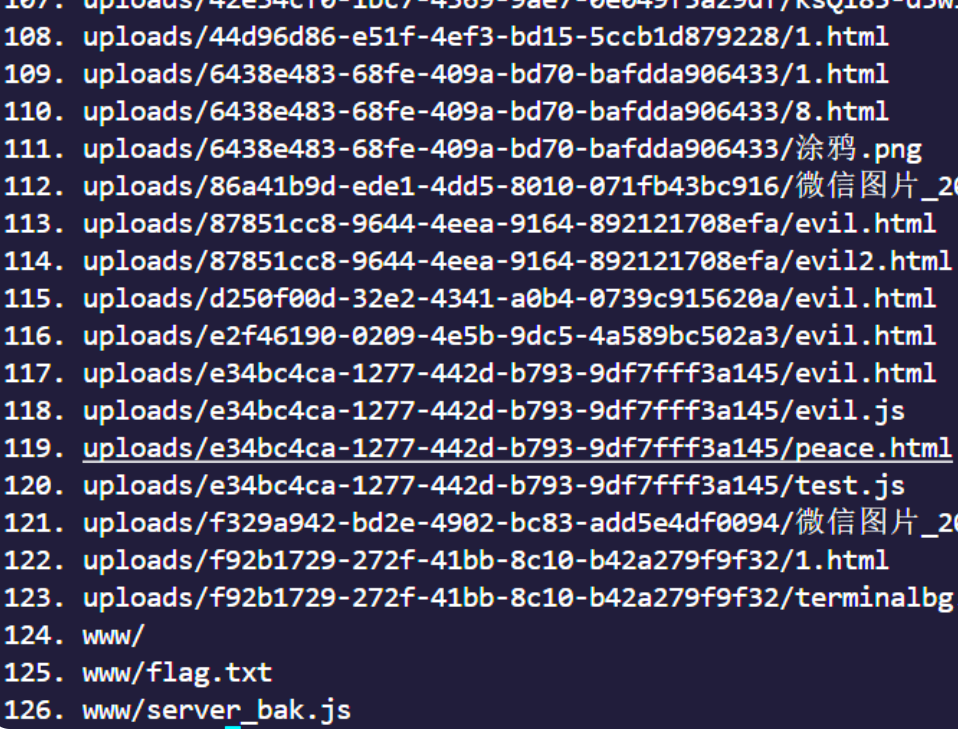 108. uploads/44d96d86-e51f-4ef3-bd15-5ccb1d879228/1.html
109. uploads/6438e483-68fe-409a-bd70-bafdda906433/1.html
110. uploads/6438e483-68fe-409a-bd70-bafdda906433/8.html
111. uploads/6438e483-68fe-409a-bd70-bafdda906433/涂鸦.png
112. uploads/86a41b9d-ede1-4dd5-8010-071fb43bc916/微信图片_20
113. uploads/87851cc8-9644-4eea-9164-892121708efa/evil.html
114. uploads/87851cc8-9644-4eea-9164-892121708efa/evil2.html
115. uploads/d250f00d-32e2-4341-a0b4-0739c915620a/evil.html
116. uploads/e2f46190-0209-4e5b-9dc5-4a589bc502a3/evil.html
117. uploads/e34bc4ca-1277-442d-b793-9df7fff3a145/evil.html
118. uploads/e34bc4ca-1277-442d-b793-9df7fff3a145/evil.js
119. uploads/e34bc4ca-1277-442d-b793-9df7fff3a145/peace.html
120. uploads/e34bc4ca-1277-442d-b793-9df7fff3a145/test.js
121. uploads/f329a942-bd2e-4902-bc83-add5e4df0094/微信图片_20
122. uploads/f92b1729-272f-41bb-8c10-b42a279f9f32/1.html
123. uploads/f92b1729-272f-41bb-8c10-b42a279f9f32/terminalbg
124. www/
125. www/flag.txt
126. www/server_bak.js